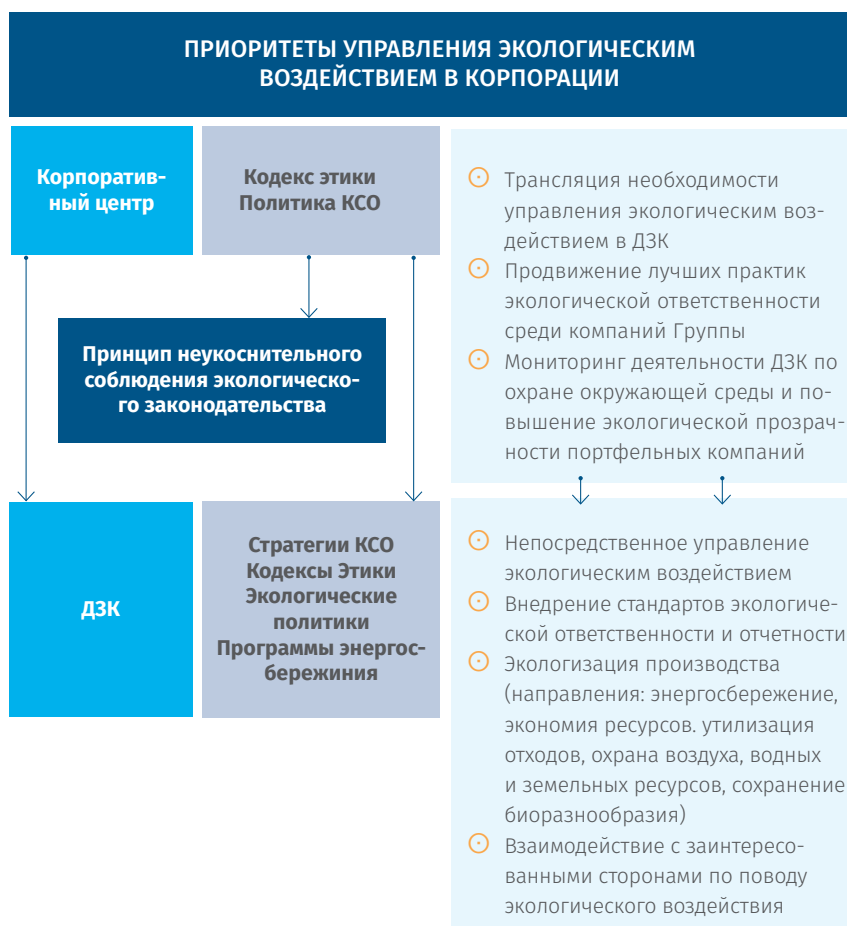 ПРИОРИТЕТЫ УПРАВЛЕНИЯ ЭКОЛОГИЧЕСКИМ
ВОЗДЕЙСТВИЕМ В КОРПОРАЦИИ
Корпоратив-
ный центр
Кодекс этики
Политика КСО
Трансляция необходимости
управления экологическим воз-
действием в ДЗК
Продвижение лучших практик
экологической ответственности
среди компаний Группы
Мониторинг деятельности ДЗК по
охране окружающей среды и по-
вышение экологической прозрач-
ности портфельных компаний
Принцип неукоснительного
соблюдения экологическо-
го законодательства
ДЗК
Стратегии КСО
Кодексы Этики
Экологические
политики
Программы энергос-
бережиния
Непосредственное управление
экологическим воздействием
Внедрение стандартов экологиче-
ской ответственности и отчетности
Экологизация производства
(направления: энергосбережение,
экономия ресурсов. утилизация
отходов, охрана воздуха, водных
и земельных ресурсов, сохранение
биоразнообразия)
Взаимодействие с заинтересо-
ванными сторонами по поводу
экологического воздействия